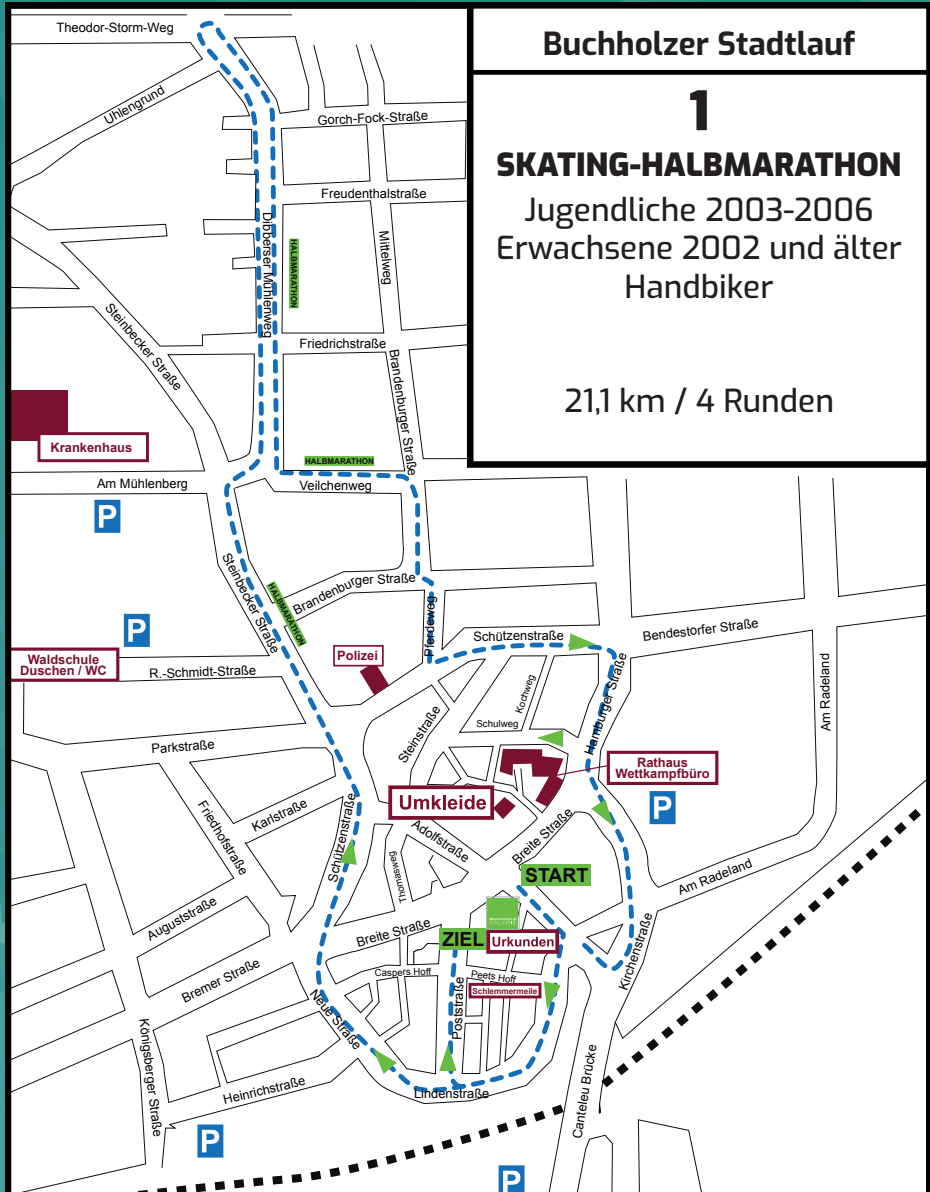 Buchholzer Stadtlauf
1
SKATING-HALBMARATHON
Jugendliche 2003-2006
Erwachsene 2002 und älter
Handbiker
21,1 km / 4 Runden
Theodor-Storm-Weg
Uhlengrund
Gorch-Fock-Straße
Freudenthalstraße
Dibberser Mühlenweg
HALBMARATHON
Mittelweg
Steinbecker Straße
Friedrichstraße
Brandenburger Straße
Krankenhaus
HALBMARATHON
Am Mühlenberg
Veilchenweg
P
Steinbecker Straße
HALBMARATHON
Brandenburger Straße
Pferdeweg
P
Schützenstraße
Bendestorfer Straße
Waldschule
Duschen / WC
R.-Schmidt-Straße
Polizei
Kochweg
Hamburger Straße
Am Radeland
Steinstraße
Schulweg
Parkstraße
Rathaus
Wettkampfbüro
Umkleide
P
Friedhofstraße
Karlstraße
Schützenstraße
Adolfstraße
Breite Straße
Thomasweg
START
Am Radeland
Auguststraße
Breite Straße
ZIEL
Urkunden
Kirchenstraße
Bremer Straße
Caspers Hoff
Peets Hoff
Schlemmermeile
Neue Straße
Poststraße
Königsberger Straße
Heinrichstraße
Lindenstraße
Canteleu Brücke
P
P